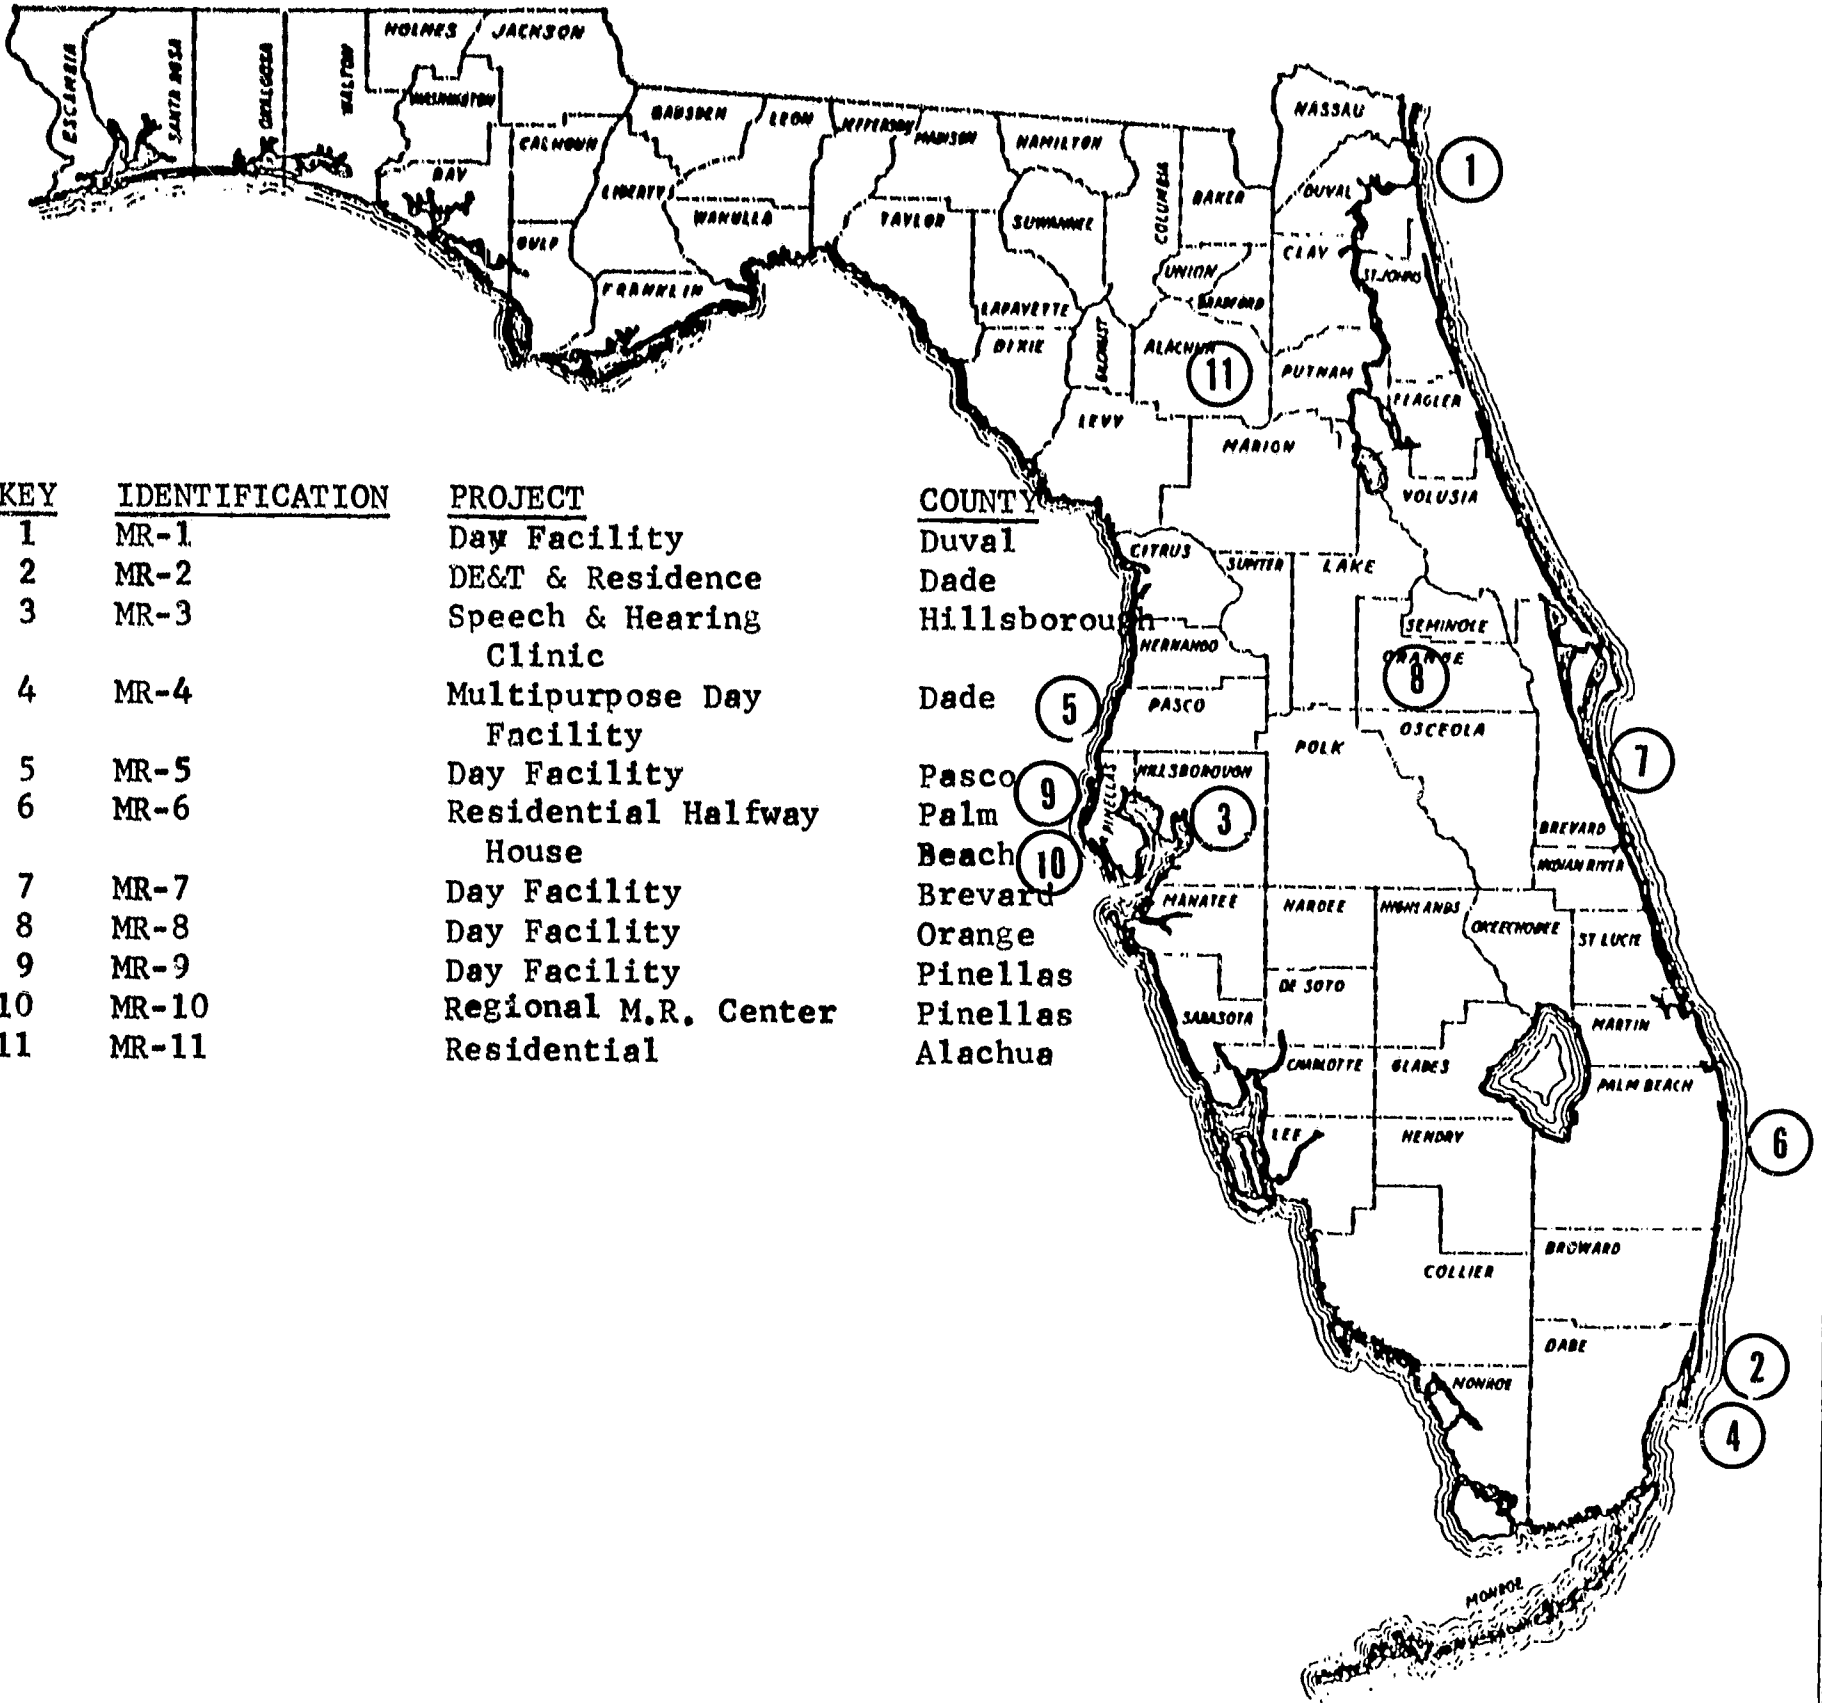 HOLMES JACKSON
ESCAMBIA SANTA ROSA OKALOOSA WALTON
WASHINGTON
GADSDEN LEON JEFFERSON MADISON HAMILTON NASSAU
CALHOUN
BAY LIBERTY WAKULLA TAYLOR SUWANNEE COLUMBIA BAKER DUVAL
1
GULF FRANKLIN LAFAYETTE UNION CLAY ST. JOHNS
BRADFORD
DIXIE GILCHRIST ALACHUA PUTNAM
11
FLAGLER
LEVY MARION
VOLUSIA
KEY IDENTIFICATION PROJECT COUNTY
1 MR-1 Day Facility Duval
2 MR-2 DE&T & Residence Dade
3 MR-3 Speech & Hearing Hillsborough
Clinic
4 MR-4 Multipurpose Day Dade
Facility
5 MR-5 Day Facility Pasco
6 MR-6 Residential Halfway Palm
House Beach
7 MR-7 Day Facility Brevard
8 MR-8 Day Facility Orange
9 MR-9 Day Facility Pinellas
10 MR-10 Regional M.R. Center Pinellas
11 MR-11 Residential Alachua
CITRUS SUMTER LAKE
SEMINOLE
HERNANDO ORANGE
8
5 PASCO
OSCEOLA
POLK
7
9 PINELLAS HILLSBOROUGH
3
BREVARD
10
INDIAN RIVER
MANATEE HARDEE HIGHLANDS
OKEECHOBEE ST LUCIE
DE SOTO
SARASOTA MARTIN
CHARLOTTE GLADES
PALM BEACH
LEE HENDRY
6
BROWARD
COLLIER
DADE
2
MONROE
4
MONROE